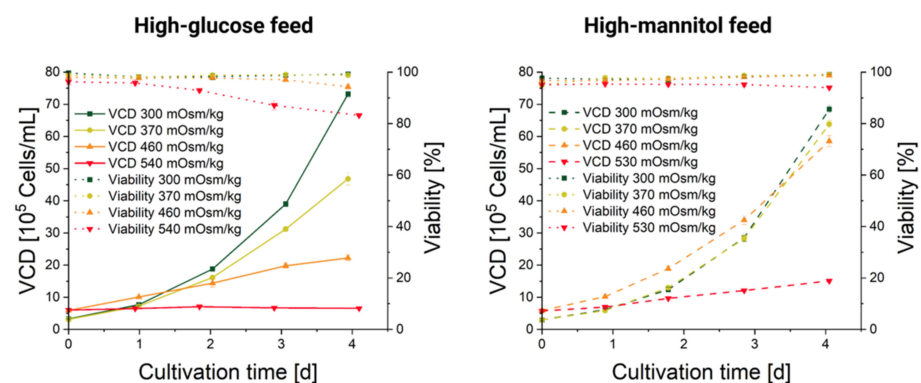 High-glucose feed
80
70
60
50
40
30
20
10
0
VCD [10⁵ Cells/mL]
VCD 300 mOsm/kg
VCD 370 mOsm/kg
VCD 460 mOsm/kg
VCD 540 mOsm/kg
Viability 300 mOsm/kg
Viability 370 mOsm/kg
Viability 460 mOsm/kg
Viability 540 mOsm/kg
100
80
60
40
20
0
Viability [%]
0 1 2 3 4
Cultivation time [d]
High-mannitol feed
80
70
60
50
40
30
20
10
0
VCD [10⁵ Cells/mL]
VCD 300 mOsm/kg
VCD 370 mOsm/kg
VCD 460 mOsm/kg
VCD 530 mOsm/kg
Viability 300 mOsm/kg
Viability 370 mOsm/kg
Viability 460 mOsm/kg
Viability 530 mOsm/kg
100
80
60
40
20
0
Viability [%]
0 1 2 3 4
Cultivation time [d]